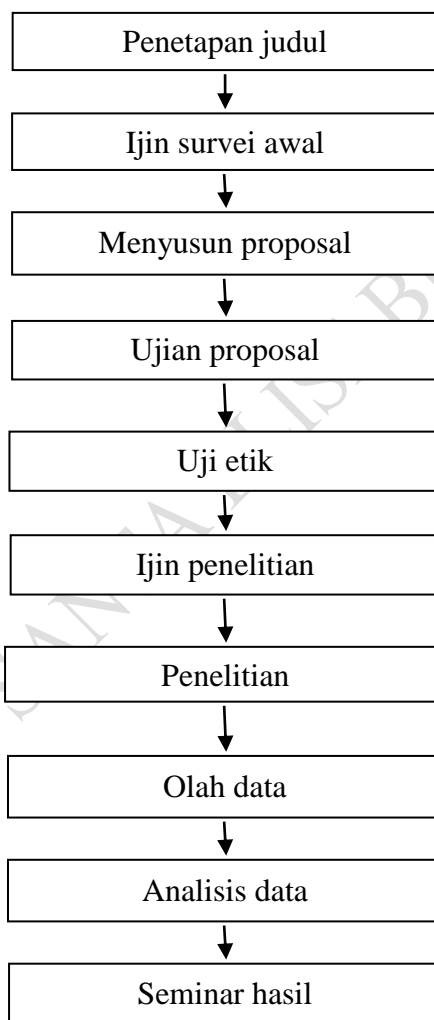 Penetapan judul
Ijin survei awal
Menyusun proposal
Ujian proposal
Uji etik
Ijin penelitian
Penelitian
Olah data
Analisis data
Seminar hasil